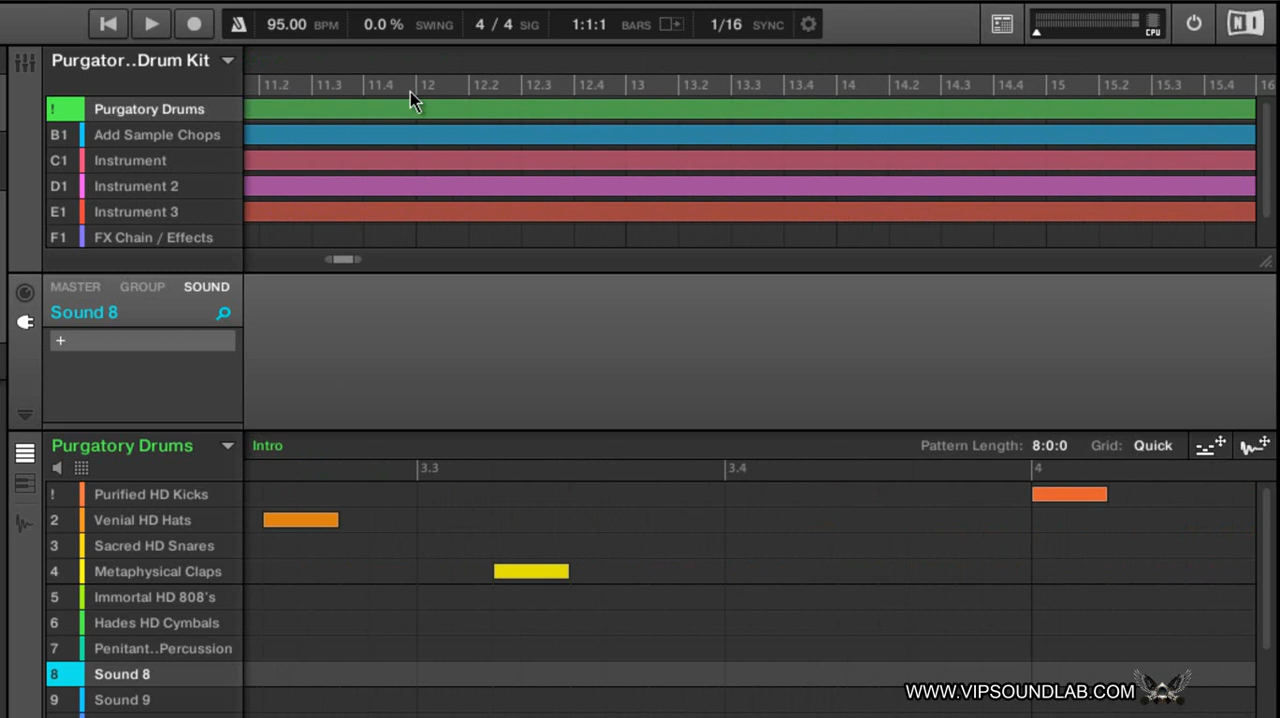 95.00 BPM 0.0 % SWING 4 / 4 SIG 1:1:1 BARS 1/16 SYNC CPU NI
Purgator..Drum Kit
11.2 11.3 11.4 12 12.2 12.3 12.4 13 13.2 13.3 13.4 14 14.2 14.3 14.4 15 15.2 15.3 15.4 16
! Purgatory Drums
B1 Add Sample Chops
C1 Instrument
D1 Instrument 2
E1 Instrument 3
F1 FX Chain / Effects
MASTER GROUP SOUND
Sound 8
+
Purgatory Drums Intro Pattern Length: 8:0:0 Grid: Quick
3.3 3.4 4
! Purified HD Kicks
2 Venial HD Hats
3 Sacred HD Snares
4 Metaphysical Claps
5 Immortal HD 808's
6 Hades HD Cymbals
7 Penitant..Percussion
8 Sound 8
9 Sound 9
WWW.VIPSOUNDLAB.COM